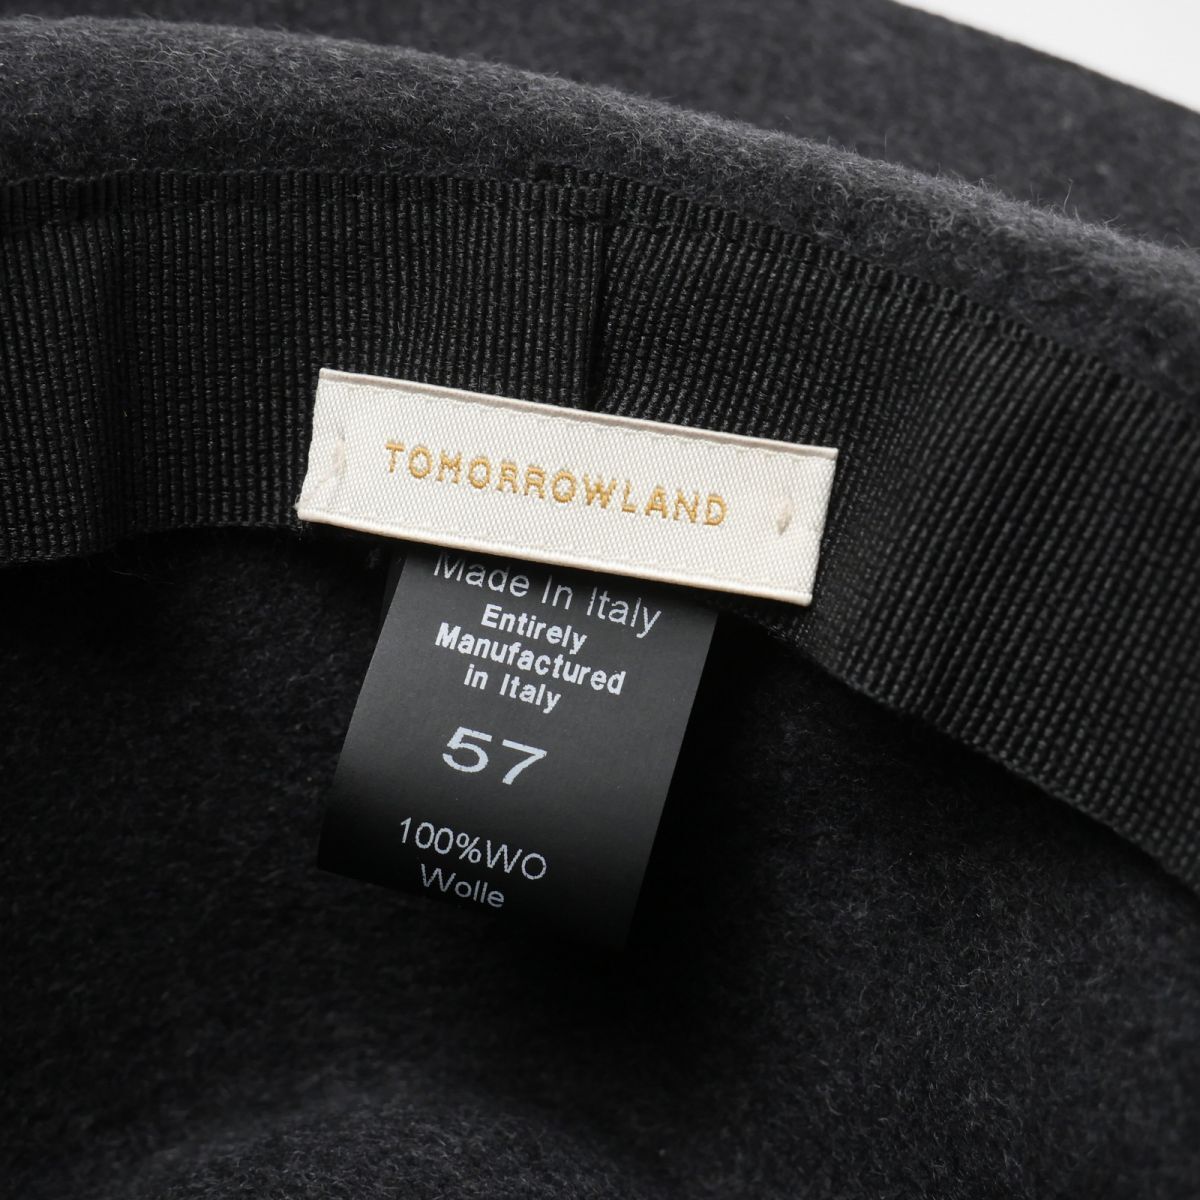 TOMORROWLAND
Made In Italy
Entirely
Manufactured
in Italy
57
100%WO
Wolle